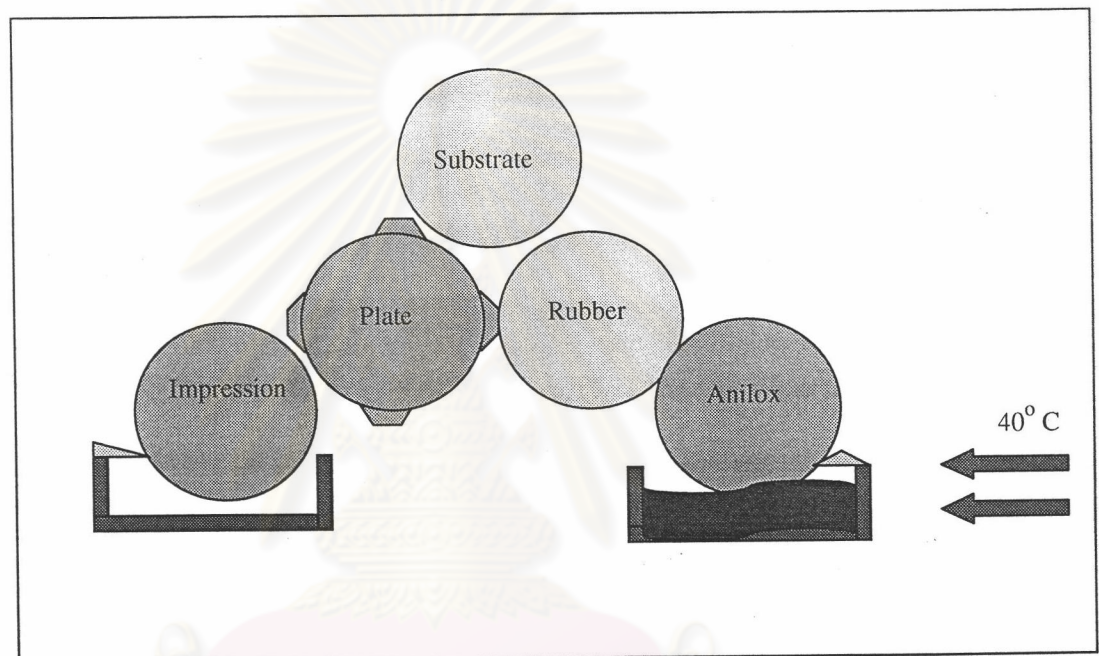 Substrate
Plate
Rubber
Impression
Anilox
40° C